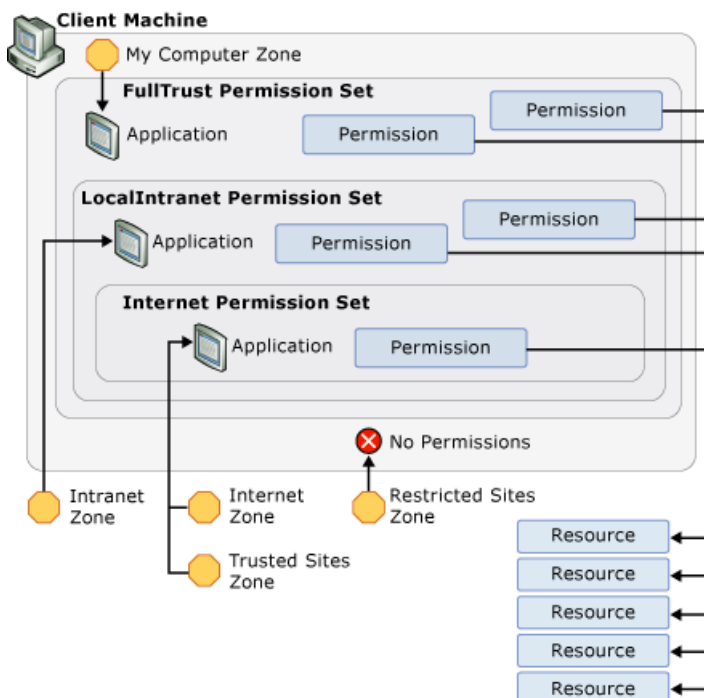 Client Machine
My Computer Zone
FullTrust Permission Set
Permission
Application
Permission
LocalIntranet Permission Set
Permission
Application
Permission
Internet Permission Set
Application
Permission
No Permissions
Intranet
Zone
Internet
Zone
Restricted Sites
Zone
Trusted Sites
Zone
Resource
Resource
Resource
Resource
Resource